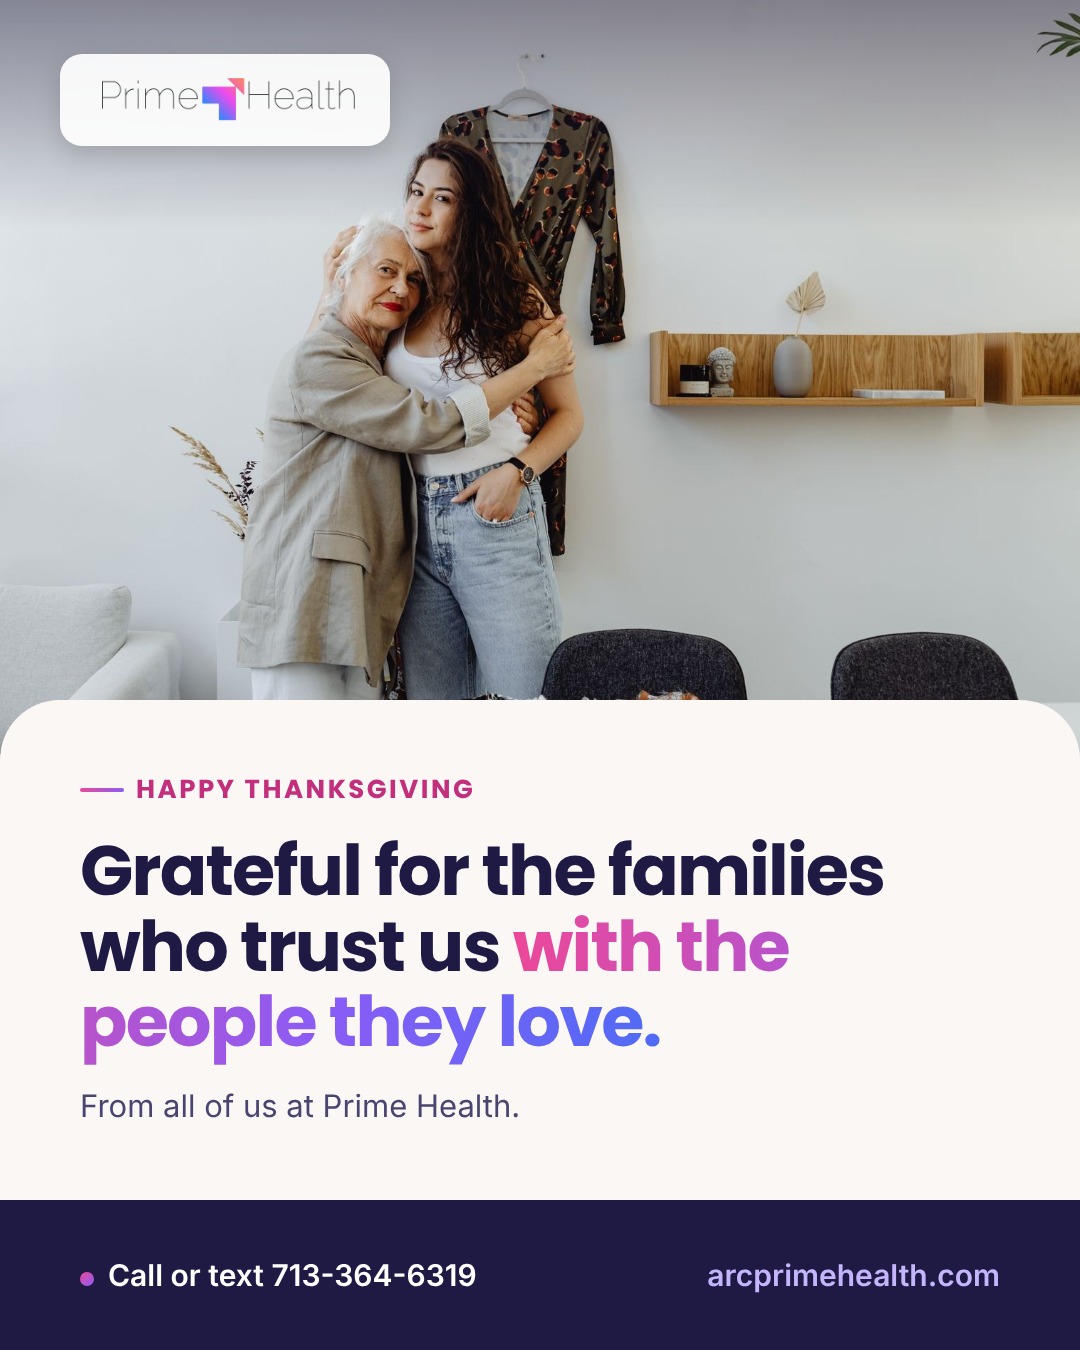 Prime Health
HAPPY THANKSGIVING
Grateful for the families
who trust us with the
people they love.
From all of us at Prime Health.
Call or text 713-364-6319
arcprimehealth.com